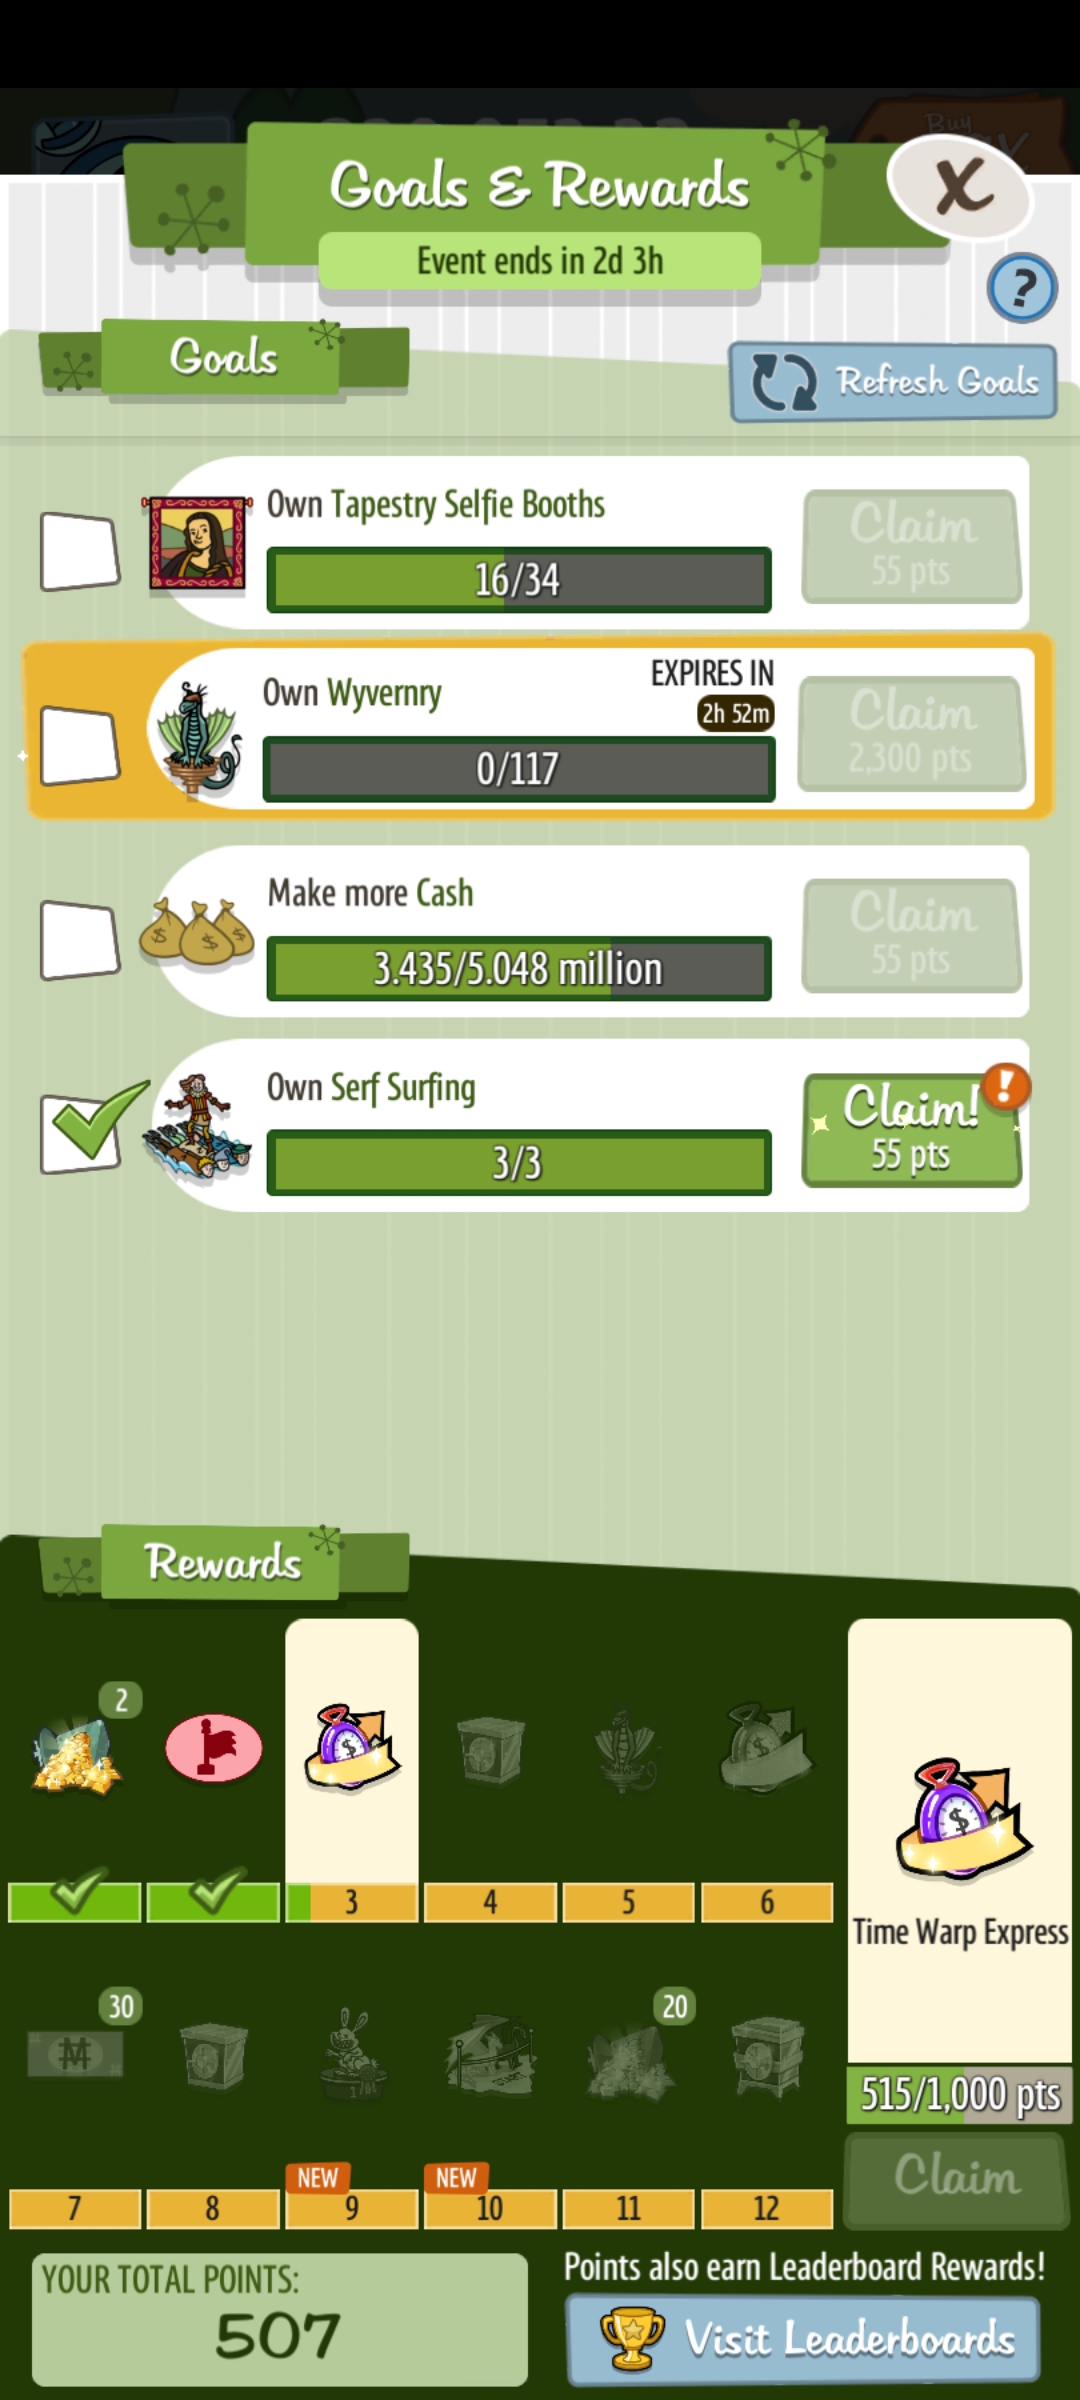 Buy
Goals & Rewards
X
Event ends in 2d 3h
?
Goals
Refresh Goals
Own Tapestry Selfie Booths
16/34
Claim
55 pts
Own Wyvernry
EXPIRES IN
2h 52m
0/117
Claim
2,300 pts
Make more Cash
3.435/5.048 million
Claim
55 pts
Own Serf Surfing
3/3
Claim!
55 pts
!
Rewards
2
3
4
5
6
Time Warp Express
30
20
515/1,000 pts
Claim
NEW
NEW
7
8
9
10
11
12
YOUR TOTAL POINTS:
507
Points also earn Leaderboard Rewards!
Visit Leaderboards